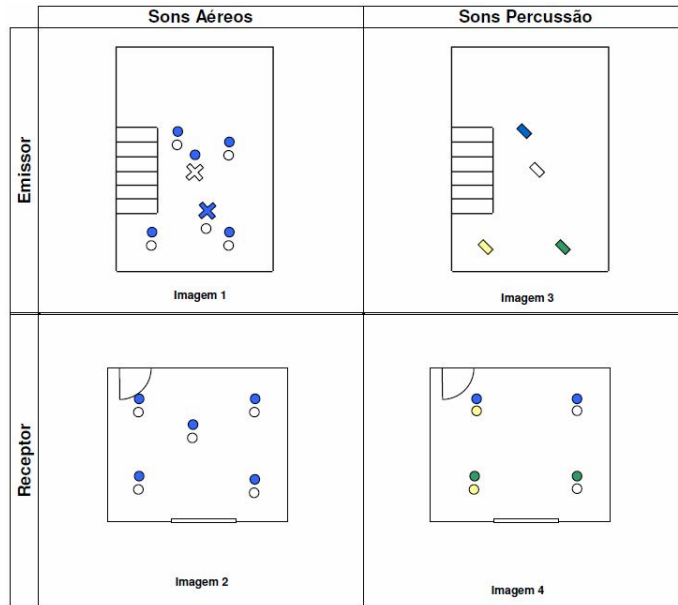 Sons Aéreos
Sons Percussão
Emissor
Imagem 1
Imagem 3
Receptor
Imagem 2
Imagem 4